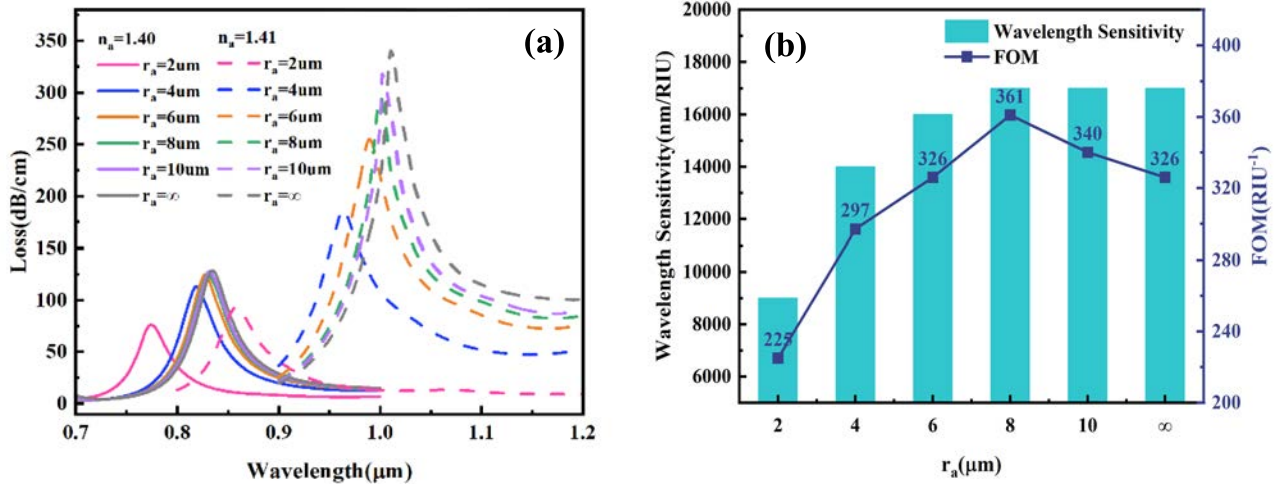 (a)
n_a=1.40 n_a=1.41
r_a=2um r_a=2um
r_a=4um r_a=4um
r_a=6um r_a=6um
r_a=8um r_a=8um
r_a=10um r_a=10um
r_a=∞ r_a=∞
350
300
250
200
150
100
50
0
Loss(dB/cm)
0.7 0.8 0.9 1.0 1.1 1.2
Wavelength(μm)
(b)
Wavelength Sensitivity
FOM
20000
18000
16000
14000
12000
10000
8000
6000
Wavelength Sensitivity(nm/RIU)
225 297 326 361 340 326
400
360
320
280
240
200
FOM(RIU⁻¹)
2 4 6 8 10 ∞
r_a(μm)